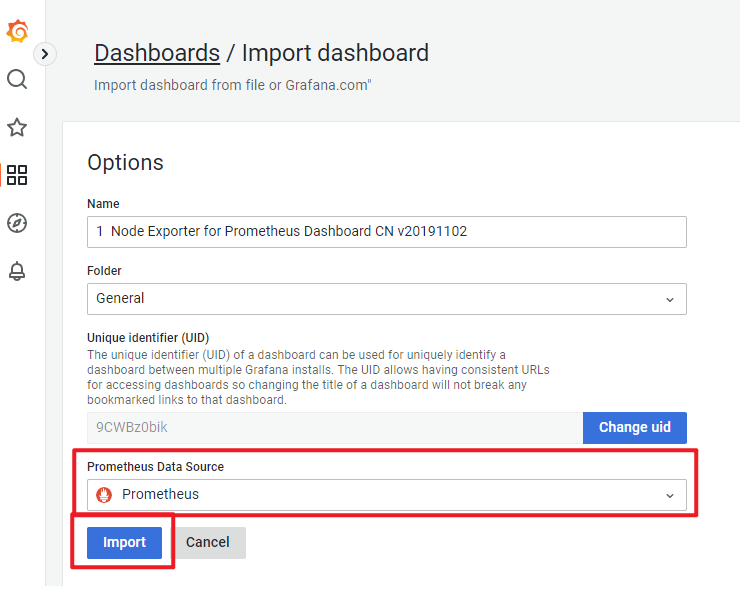 Dashboards / Import dashboard
Import dashboard from file or Grafana.com"
Options
Name
1 Node Exporter for Prometheus Dashboard CN v20191102
Folder
General
Unique identifier (UID)
The unique identifier (UID) of a dashboard can be used for uniquely identify a
dashboard between multiple Grafana installs. The UID allows having consistent URLs
for accessing dashboards so changing the title of a dashboard will not break any
bookmarked links to that dashboard.
9CWBz0bik
Change uid
Prometheus Data Source
Prometheus
Import
Cancel